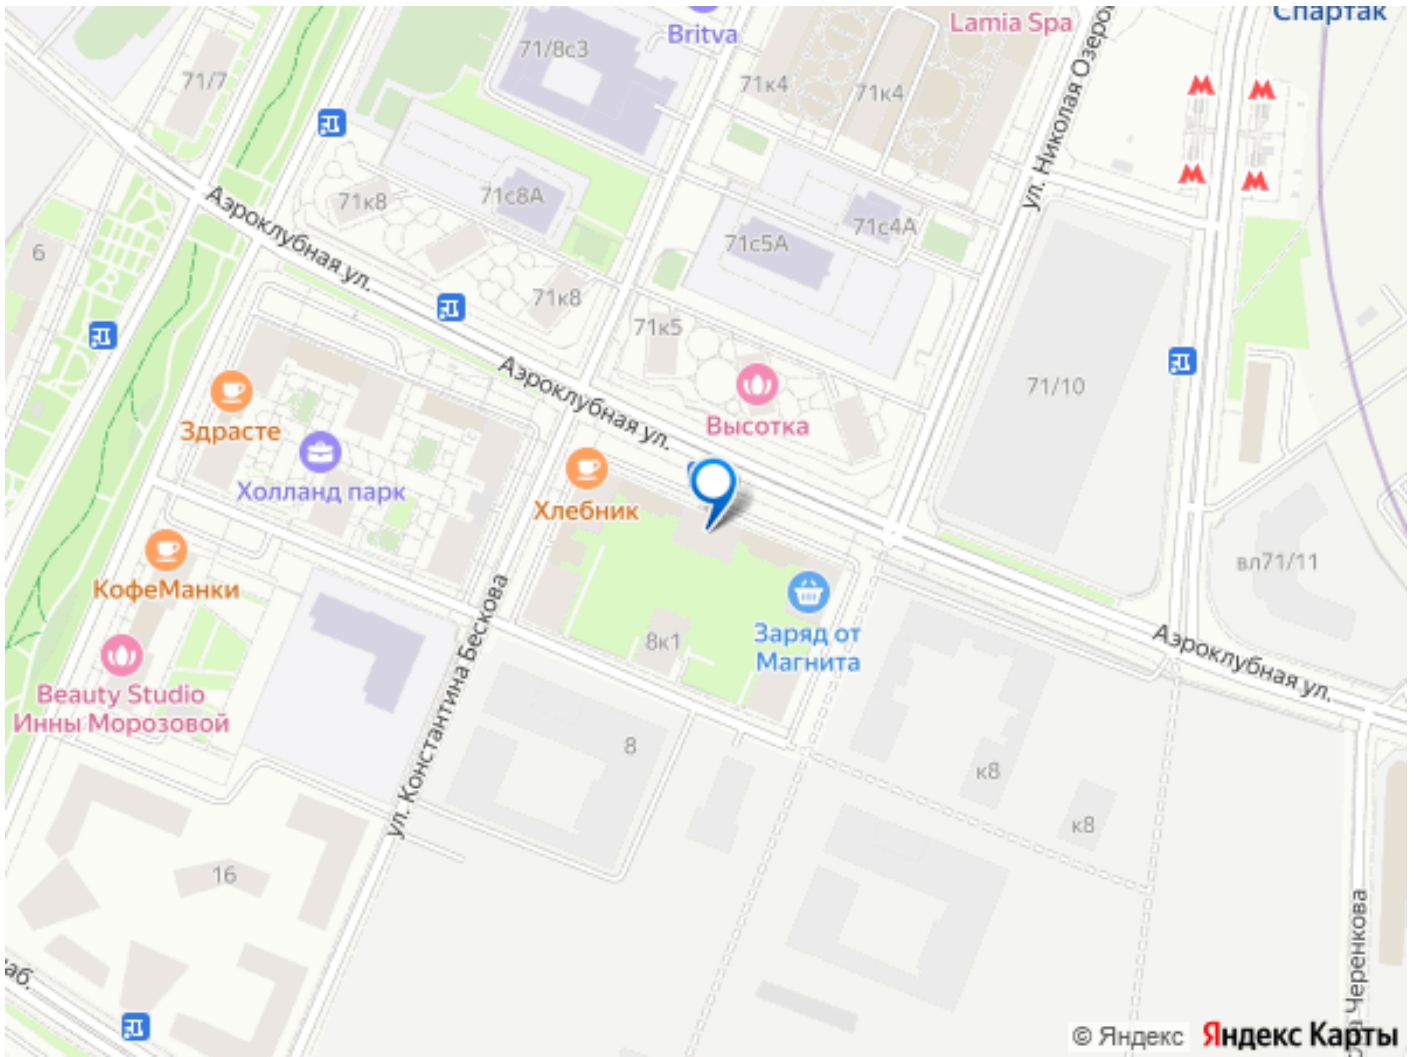 Спартак
Lamia Spa
Britva
71/8с3
71/7
71к4
71к4
ул. Николая Озеров
Аэроклубная ул.
71к8
71с8А
71с4А
71с5А
6
71к8
71к5
Аэроклубная ул.
71/10
Высотка
Здрасте
Холланд парк
Хлебник
вл71/11
КофеМанки
8к1
Заряд от
Магнита
Аэроклубная ул.
ул. Константина Бескова
Beauty Studio
Инны Морозовой
8
к8
к8
16
Черенкова
аб.
© Яндекс Яндекс Карты